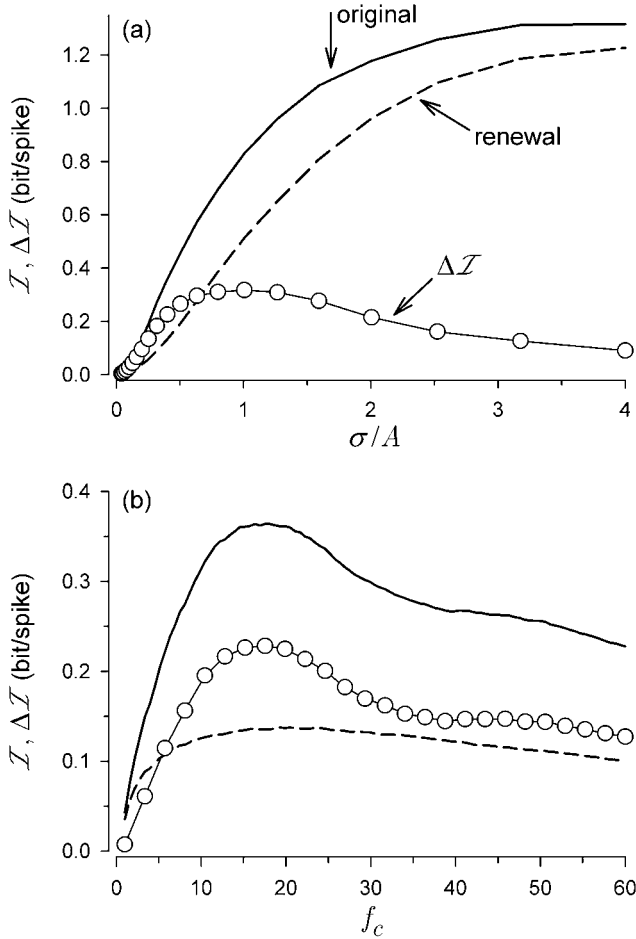 (a)
original
renewal
Δℐ
ℐ, Δℐ (bit/spike)
1.2
1.0
0.8
0.6
0.4
0.2
0.0
0 1 2 3 4
σ/A
(b)
ℐ, Δℐ (bit/spike)
0.4
0.3
0.2
0.1
0.0
0 10 20 30 40 50 60
f_c